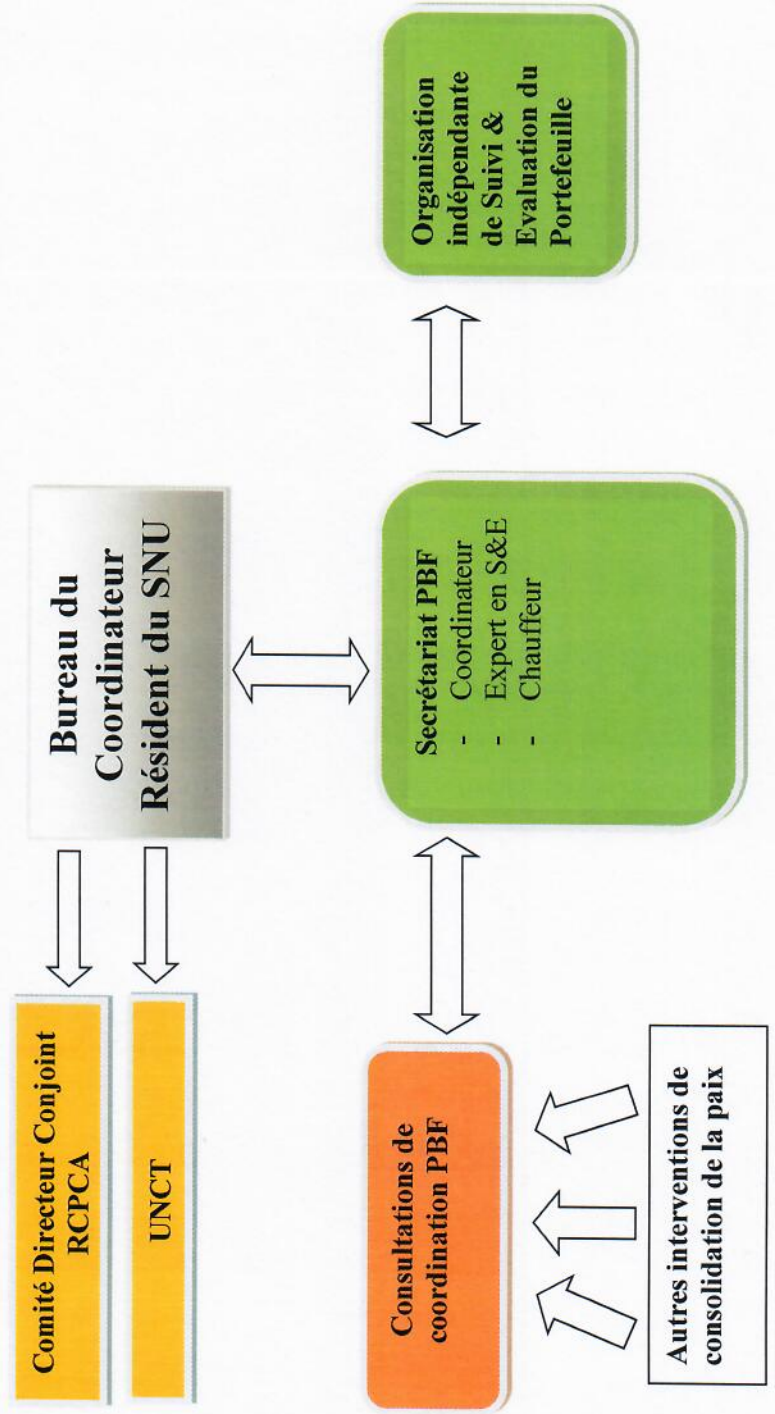 Comité Directeur Conjoint
RCPCA
UNCT
Bureau du
Coordinateur
Résident du SNU
Consultations de
coordination PBF
Secrétariat PBF
- Coordinateur
- Expert en S&E
- Chauffeur
Organisation
indépendante
de Suivi &
Evaluation du
Portefeuille
Autres interventions de
consolidation de la paix